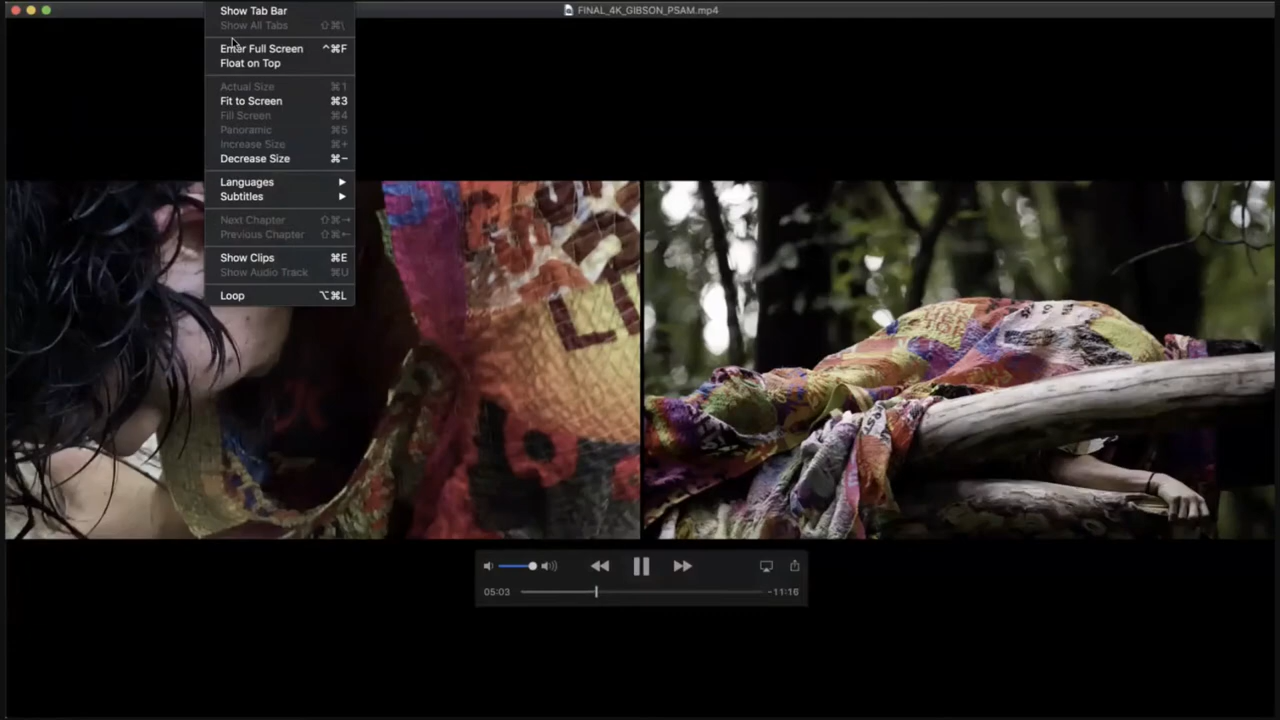 FINAL_4K_GIBSON_PSAM.mp4
Show Tab Bar
Show All Tabs ⇧⌘\
Enter Full Screen ^⌘F
Float on Top
Actual Size ⌘1
Fit to Screen ⌘3
Fill Screen ⌘4
Panoramic ⌘5
Increase Size ⌘+
Decrease Size ⌘−
Languages ▶
Subtitles ▶
Next Chapter ⇧⌘→
Previous Chapter ⇧⌘←
Show Clips ⌘E
Show Audio Track ⌘U
Loop ⌥⌘L
05:03
-11:16